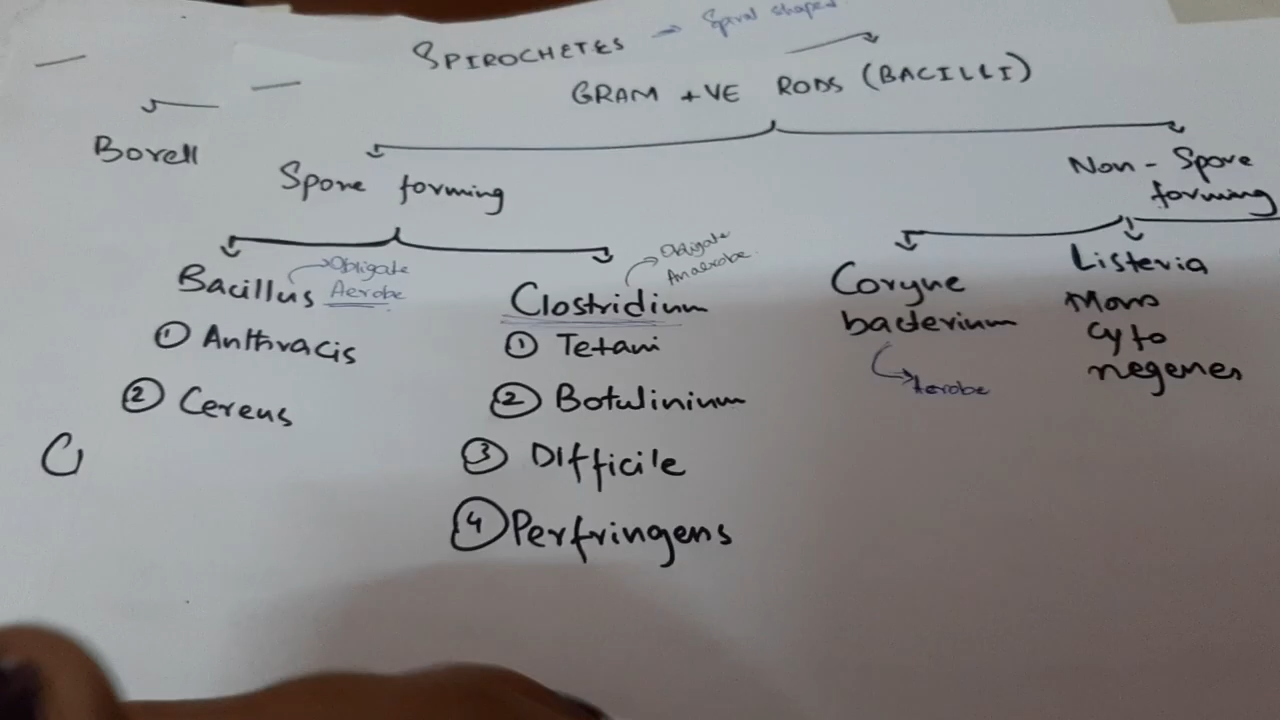 SPIROCHETES → Spiral shaped
GRAM +VE RODS (BACILLI)
Borell
Spore forming
Non-Spore
forming
Bacillus
Obligate
Aerobe
① Anthracis
② Cereus
Clostridium
Obligate
Anaerobe
① Tetani
② Botulinium
③ Difficile
④ Perfringens
Coryne
bacterium
Aerobe
Listeria
Mono
cyto
negenes